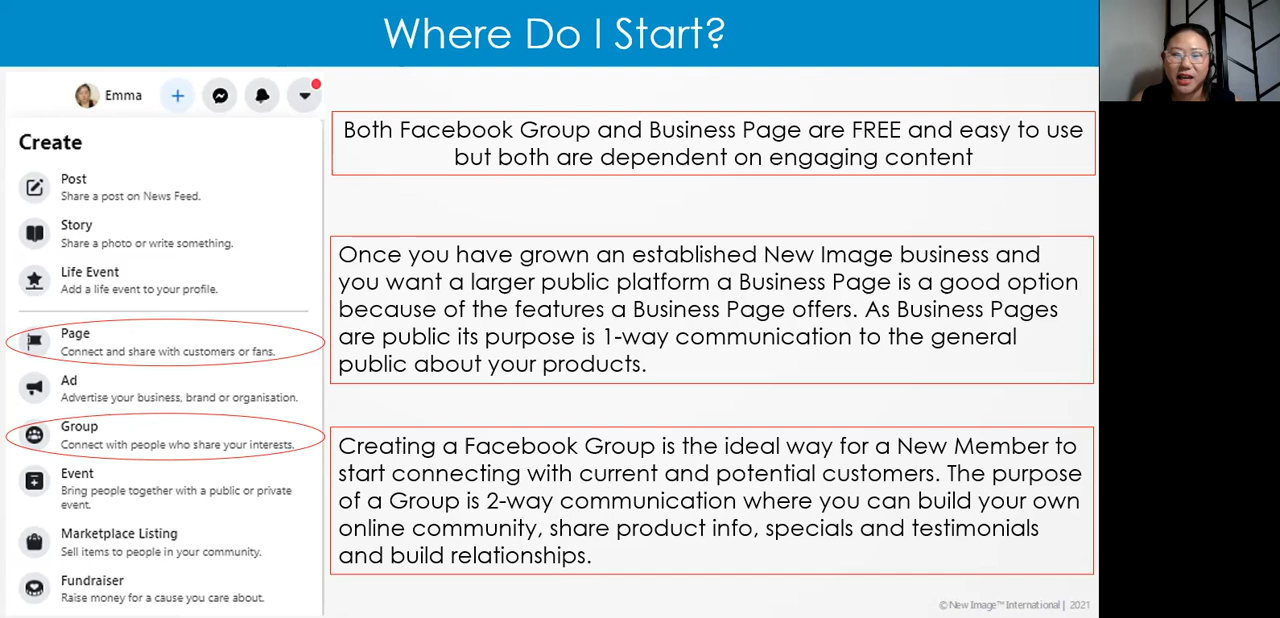 Where Do I Start?
Emma
Create
Post
Share a post on News Feed.
Story
Share a photo or write something.
Life Event
Add a life event to your profile.
Page
Connect and share with customers or fans.
Ad
Advertise your business, brand or organisation.
Group
Connect with people who share your interests.
Event
Bring people together with a public or private
event.
Marketplace Listing
Sell items to people in your community.
Fundraiser
Raise money for a cause you care about.
Both Facebook Group and Business Page are FREE and easy to use
but both are dependent on engaging content
Once you have grown an established New Image business and
you want a larger public platform a Business Page is a good option
because of the features a Business Page offers. As Business Pages
are public its purpose is 1-way communication to the general
public about your products.
Creating a Facebook Group is the ideal way for a New Member to
start connecting with current and potential customers. The purpose
of a Group is 2-way communication where you can build your own
online community, share product info, specials and testimonials
and build relationships.
© New Image™ International | 2021